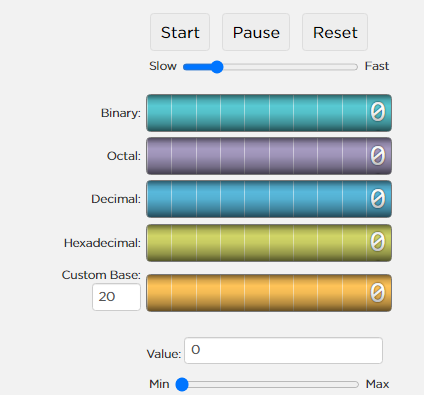 Start Pause Reset
Slow Fast
Binary: 0
Octal: 0
Decimal: 0
Hexadecimal: 0
Custom Base:
20 0
Value: 0
Min Max